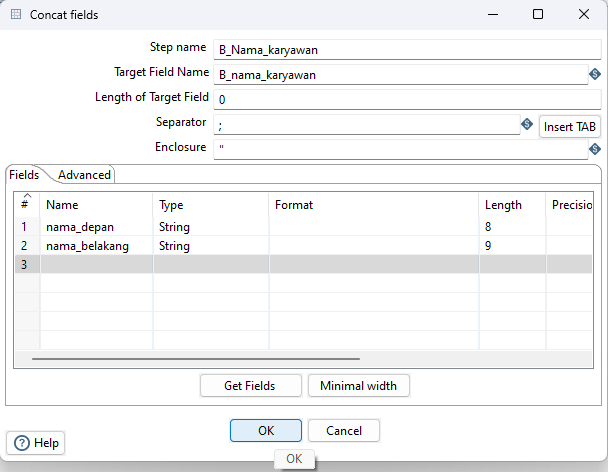 Concat fields
Step name B_Nama_karyawan
Target Field Name B_nama_karyawan
Length of Target Field 0
Separator ; Insert TAB
Enclosure "
Fields Advanced
# Name Type Format Length Precisio
1 nama_depan String 8
2 nama_belakang String 9
3
Get Fields Minimal width
OK Cancel
Help
OK